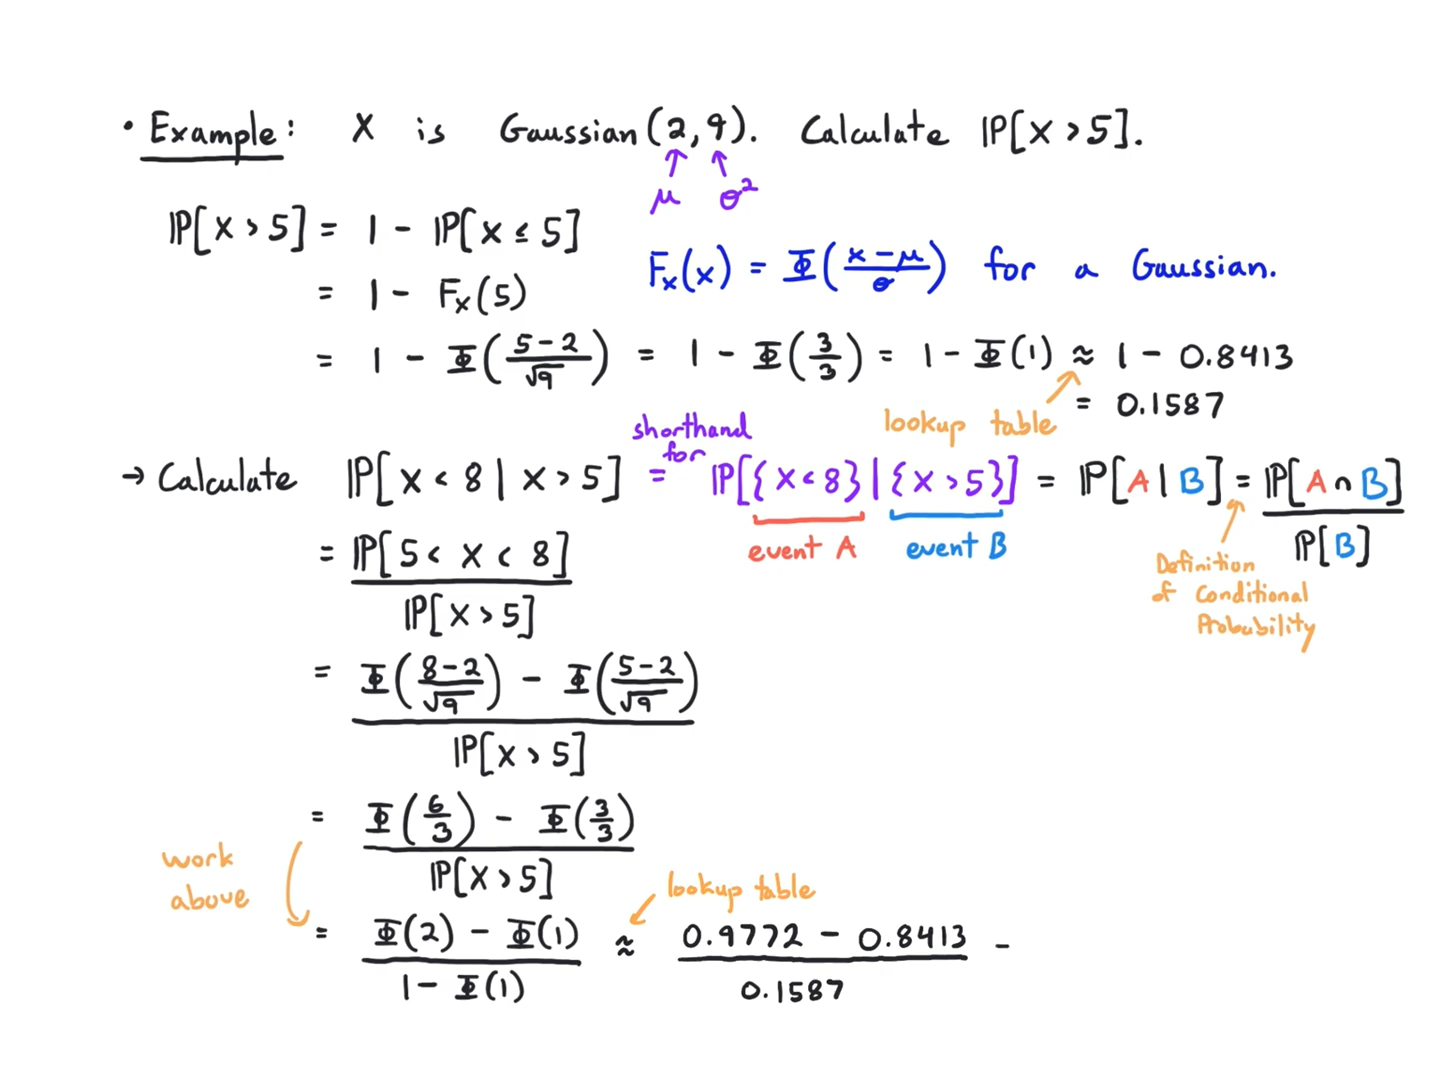 • Example: X is Gaussian(2,9). Calculate ℙ[X > 5].
↑ μ ↑ σ²
ℙ[X > 5] = 1 - ℙ[X ≤ 5]
Fₓ(x) = Φ((x-μ)/σ) for a Gaussian.
= 1 - Fₓ(5)
= 1 - Φ((5-2)/√9) = 1 - Φ(3/3) = 1 - Φ(1) ≈ 1 - 0.8413
lookup table
= 0.1587
shorthand for
→ Calculate ℙ[X < 8 | X > 5] = ℙ[{X < 8} | {X > 5}] = ℙ[A | B] = ℙ[A ∩ B]/ℙ[B]
event A event B
Definition
of Conditional
Probability
= ℙ[5 < X < 8]/ℙ[X > 5]
= (Φ((8-2)/√9) - Φ((5-2)/√9))/ℙ[X > 5]
= (Φ(6/3) - Φ(3/3))/ℙ[X > 5]
work
above
lookup table
= (Φ(2) - Φ(1))/(1 - Φ(1)) ≈ (0.9772 - 0.8413)/0.1587 -